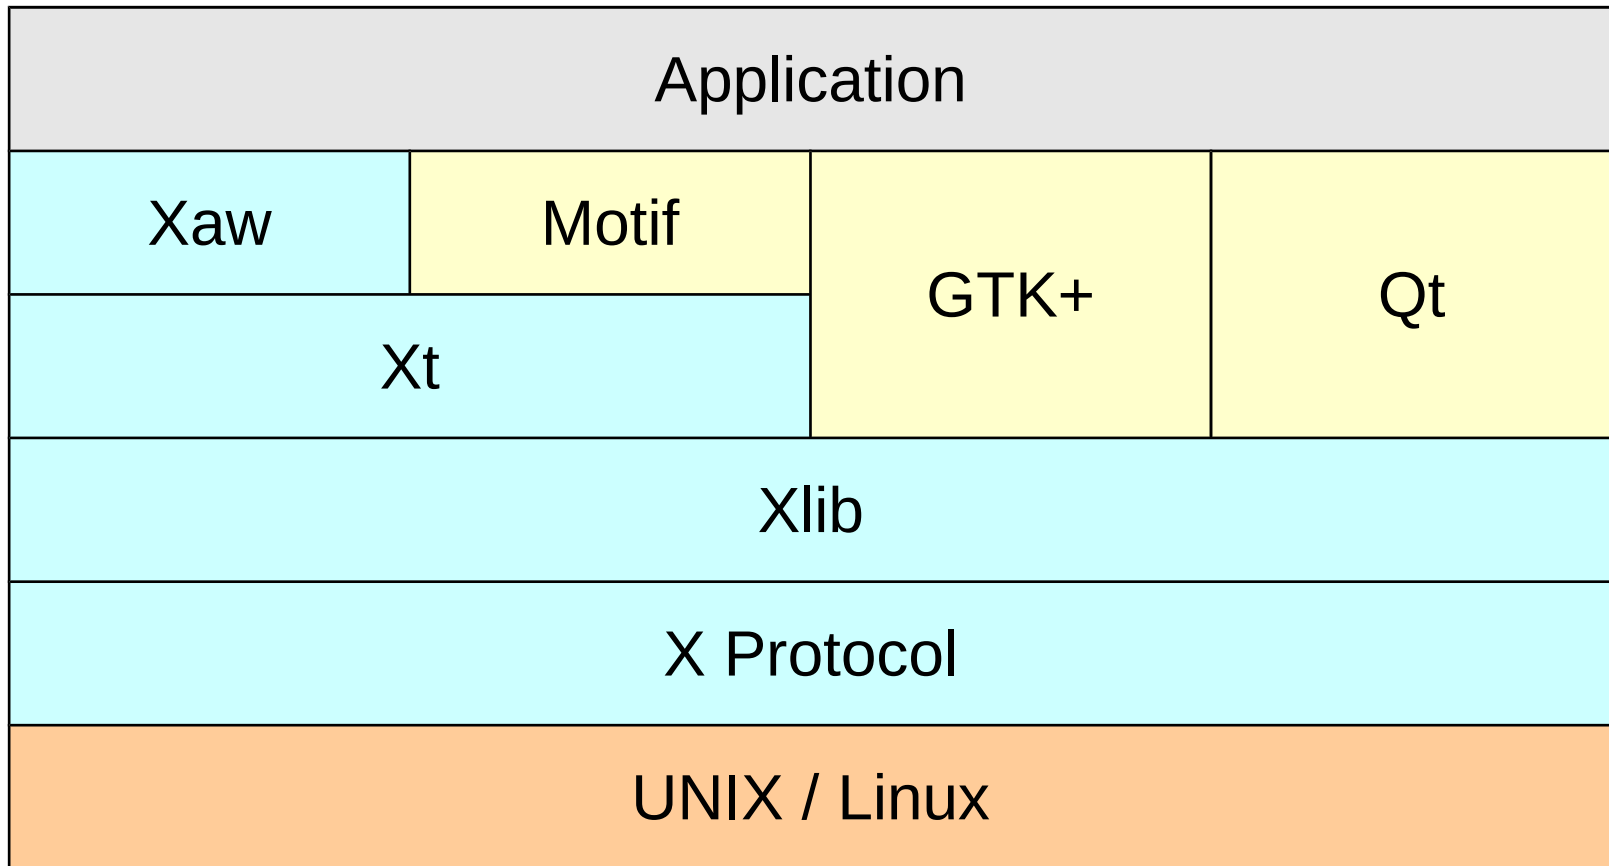 Application
Xaw
Motif
GTK+
Qt
Xt
Xlib
X Protocol
UNIX / Linux